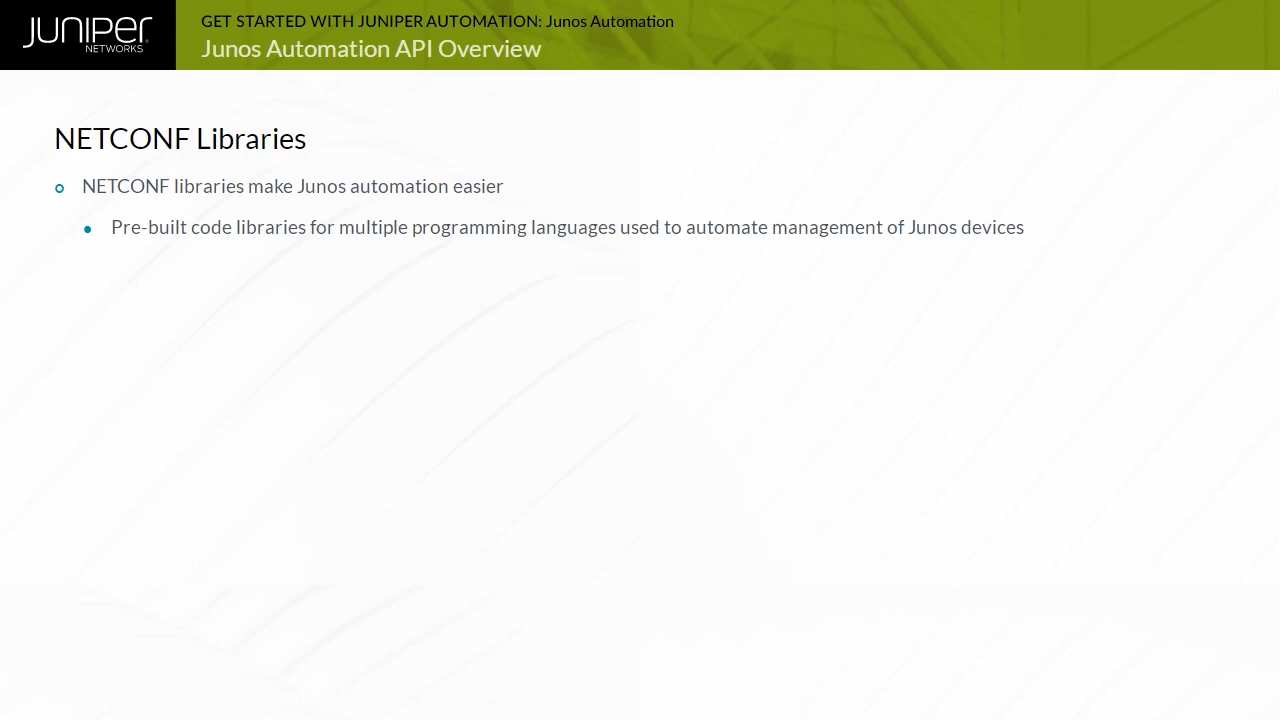 JUNIPER
NETWORKS
GET STARTED WITH JUNIPER AUTOMATION: Junos Automation
Junos Automation API Overview
NETCONF Libraries
NETCONF libraries make Junos automation easier
Pre-built code libraries for multiple programming languages used to automate management of Junos devices